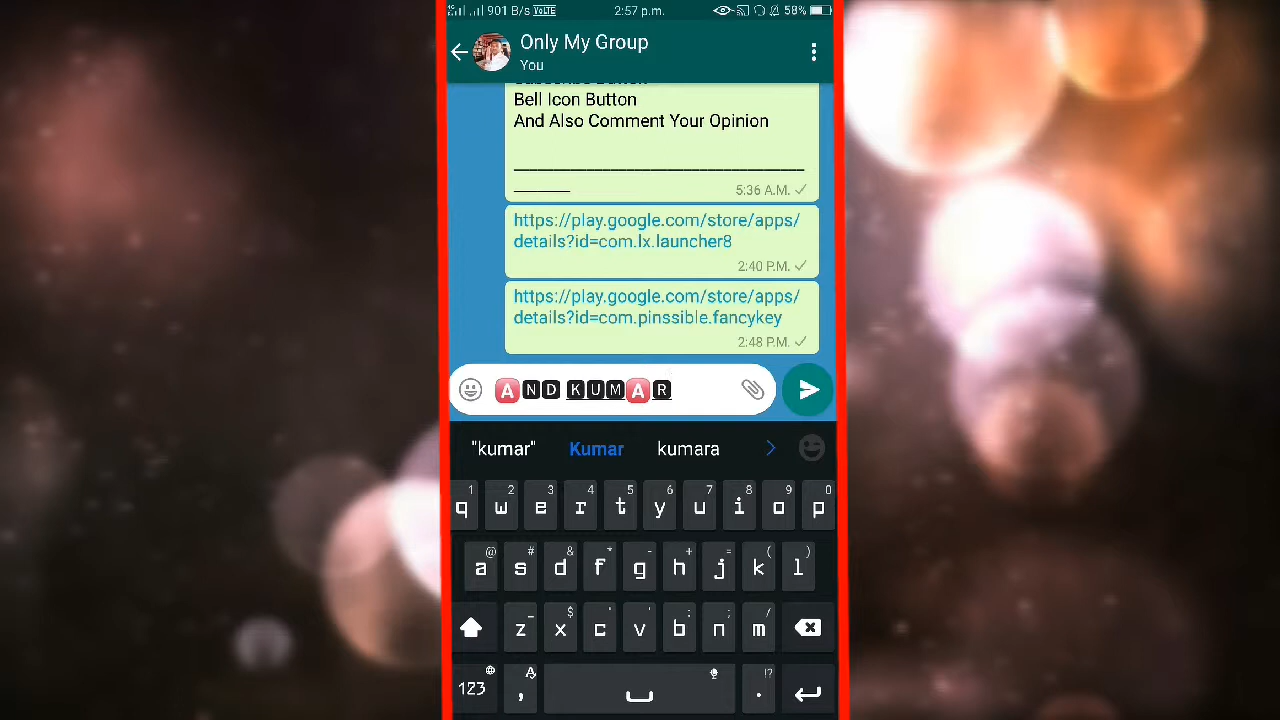 901 B/s VoLTE 2:57 p.m. 58%
Only My Group
You
Bell Icon Button
And Also Comment Your Opinion
5:36 A.M.
https://play.google.com/store/apps/
details?id=com.lx.launcher8
2:40 P.M.
https://play.google.com/store/apps/
details?id=com.pinssible.fancykey
2:48 P.M.
🅰🅽🅳 🅺🆄🅼🅰🆁
"kumar" Kumar kumara
1 2 3 4 5 6 7 8 9 0
q w e r t y u i o p
@ # & * - + = ( )
a s d f g h j k l
_ $ " ' : ; /
z x c v b n m
123 , . !?